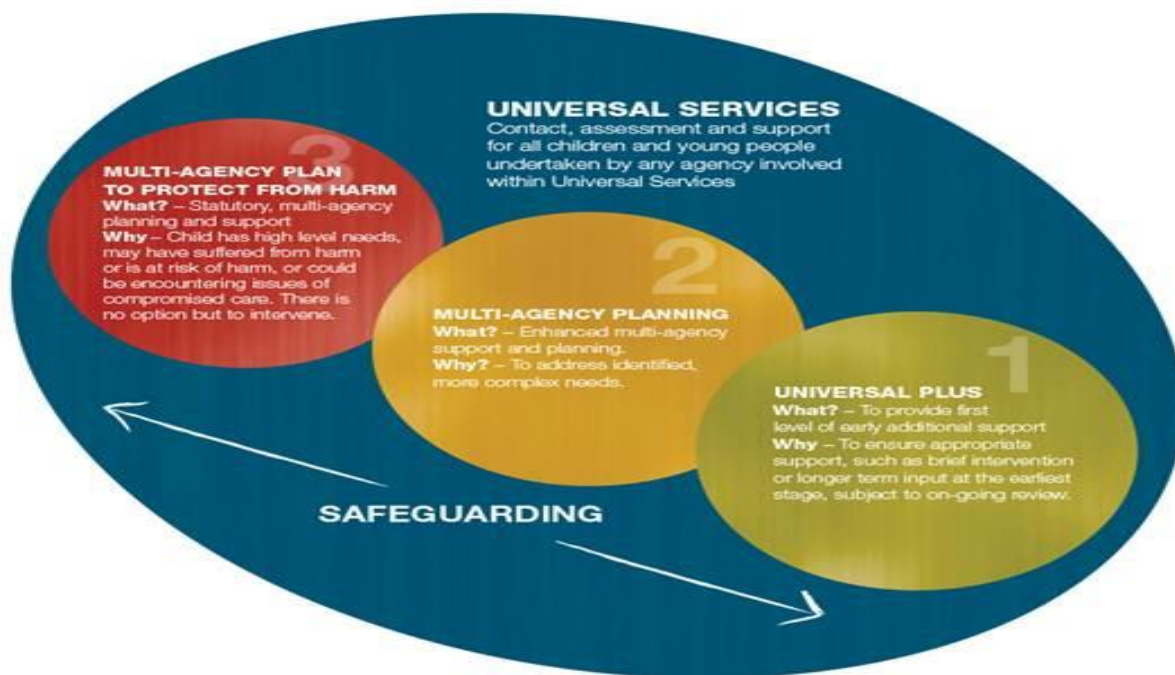 UNIVERSAL SERVICES
Contact, assessment and support
for all children and young people
undertaken by any agency involved
within Universal Services
3
MULTI-AGENCY PLAN
TO PROTECT FROM HARM
What? – Statutory, multi-agency
planning and support
Why – Child has high level needs,
may have suffered from harm
or is at risk of harm, or could
be encountering issues of
compromised care. There is
no option but to intervene.
2
MULTI-AGENCY PLANNING
What? – Enhanced multi-agency
support and planning.
Why? – To address identified,
more complex needs.
1
UNIVERSAL PLUS
What? – To provide first
level of early additional support
Why – To ensure appropriate
support, such as brief intervention
or longer term input at the earliest
stage, subject to on-going review.
SAFEGUARDING